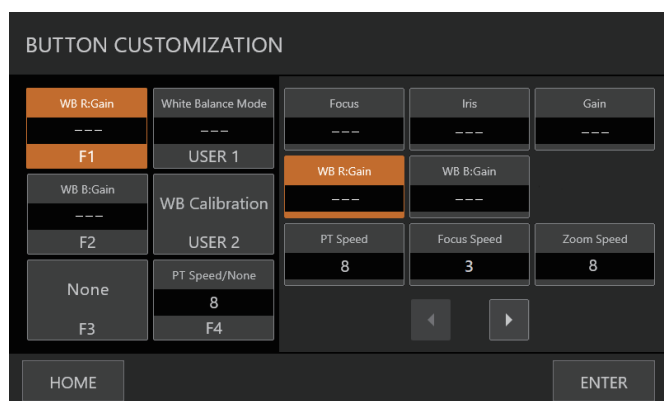 BUTTON CUSTOMIZATION
WB R:Gain
---
F1
White Balance Mode
---
USER 1
WB B:Gain
---
F2
WB Calibration
USER 2
None
F3
PT Speed/None
8
F4
Focus
---
Iris
---
Gain
---
WB R:Gain
---
WB B:Gain
---
PT Speed
8
Focus Speed
3
Zoom Speed
8
HOME
ENTER